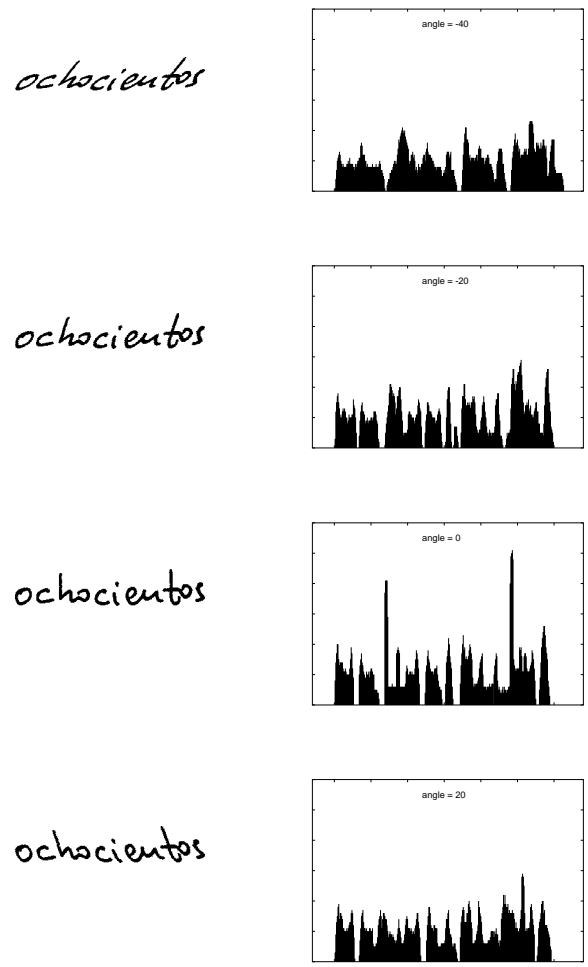 angle = -40
ochocientos
angle = -20
ochocientos
angle = 0
ochocientos
angle = 20
ochocientos